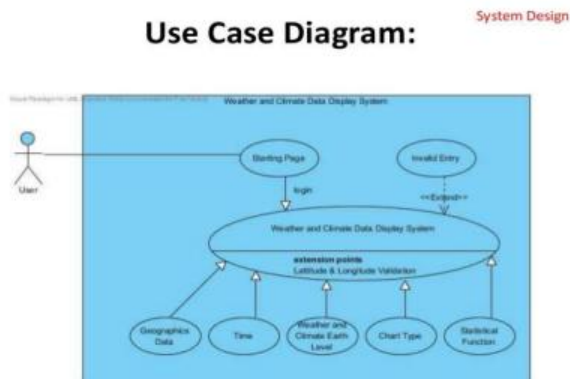 System Design
Use Case Diagram:
Weather and Climate Data Display System
Starting Page
Invalid Entry
User
login
<<Extend>>
Weather and Climate Data Display System
extension points
Latitude & Longitude Validation
Geographics
Data
Time
Weather and
Climate Earth
Level
Chart Type
Statistical
Function